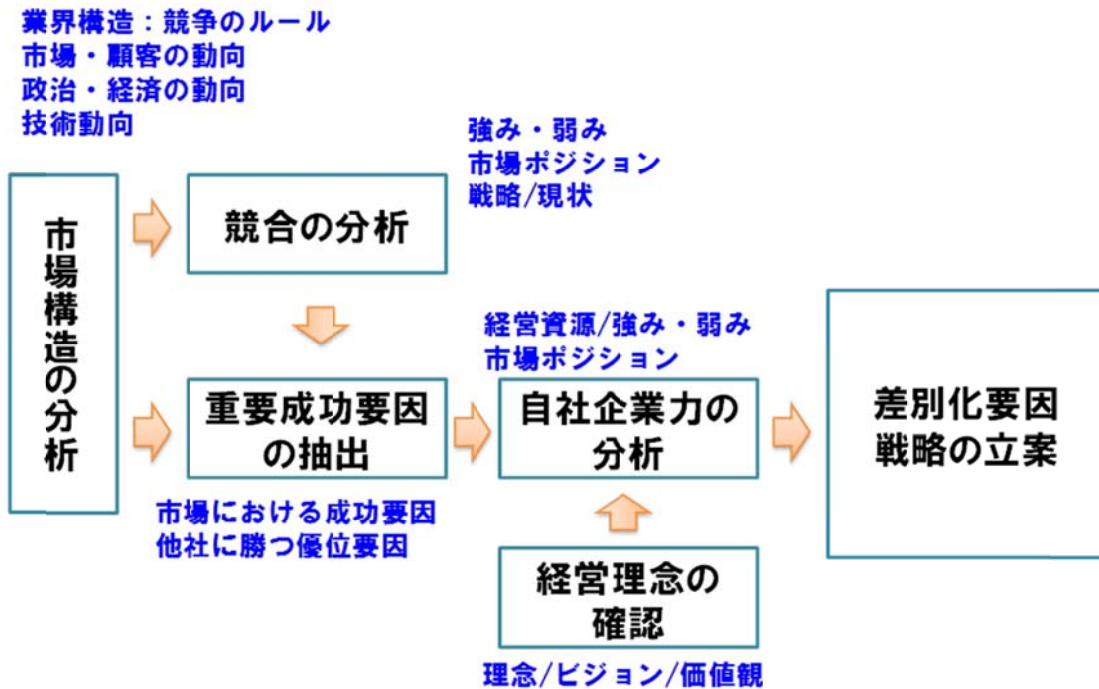 業界構造：競争のルール
市場・顧客の動向
政治・経済の動向
技術動向
強み・弱み
市場ポジション
戦略/現状
市場構造の分析
競合の分析
経営資源/強み・弱み
市場ポジション
重要成功要因
の抽出
自社企業力の
分析
差別化要因
戦略の立案
市場における成功要因
他社に勝つ優位要因
経営理念の
確認
理念/ビジョン/価値観